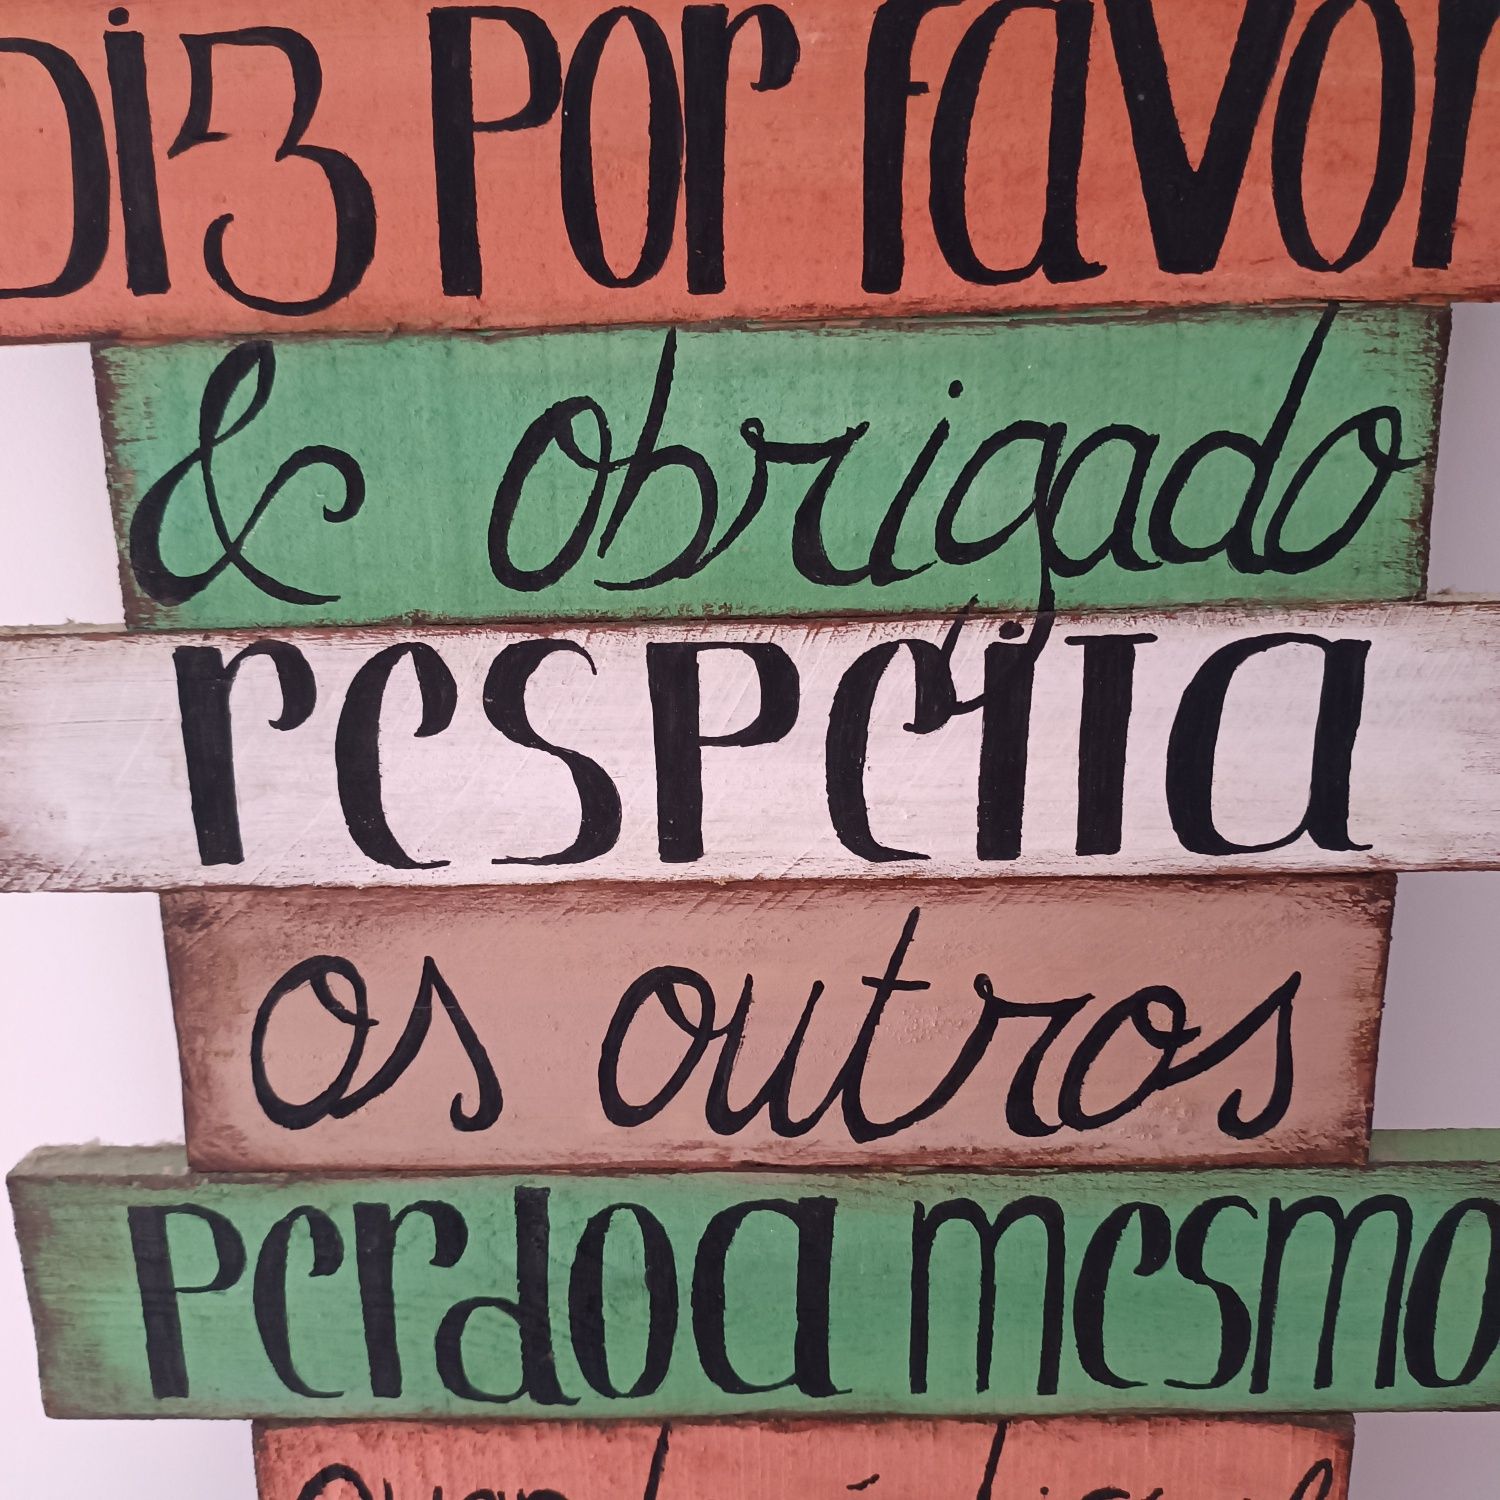 Diz por favor
& obrigado
respeita
os outros
perdoa mesmo